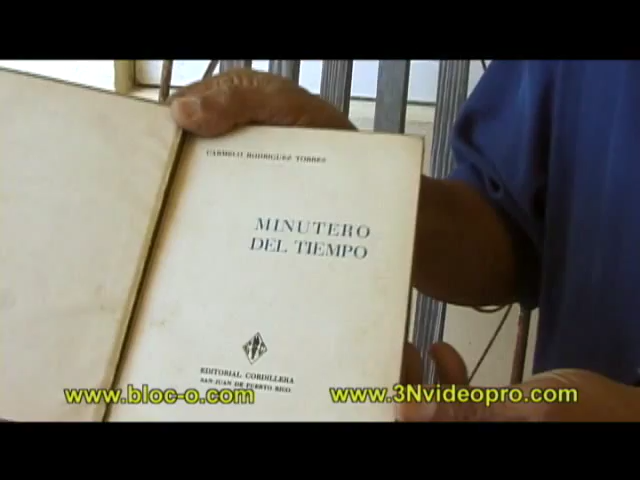 CARMELO RODRIGUEZ TORRES
MINUTERO
DEL TIEMPO
EDITORIAL CORDILLERA
SAN JUAN DE PUERTO RICO
www.bloc-o.com
www.3Nvideopro.com